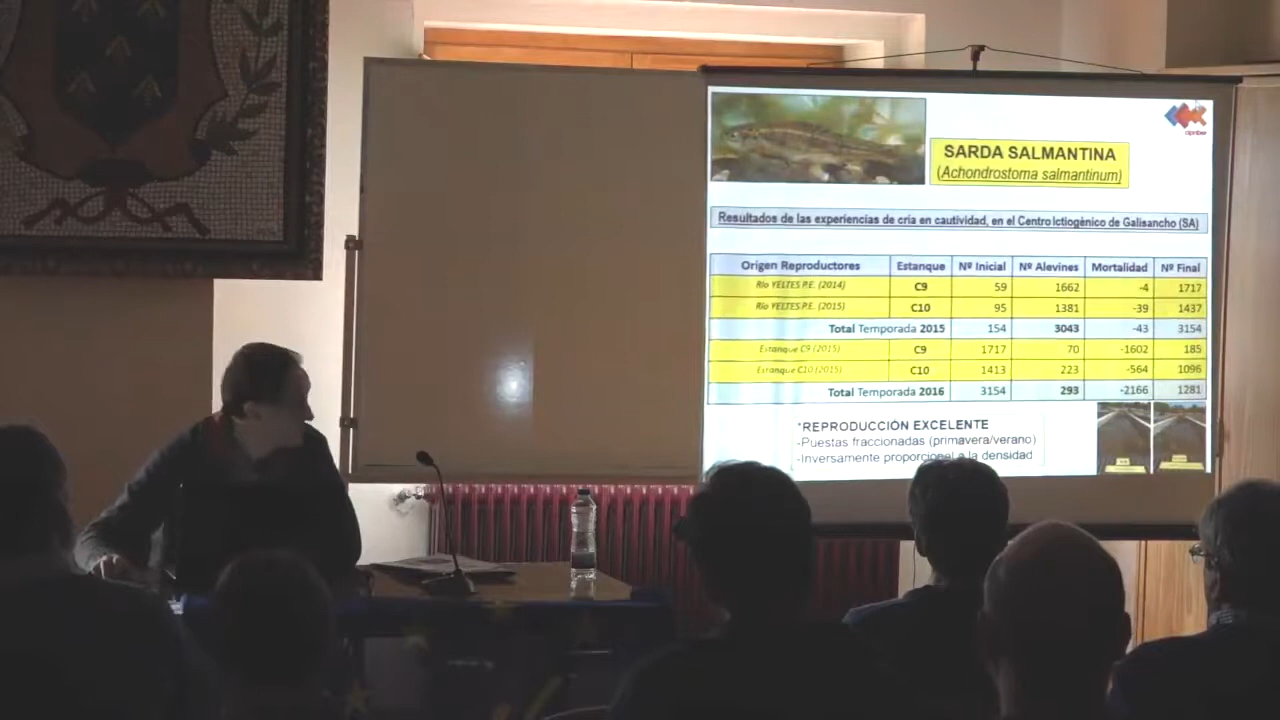 SARDA SALMANTINA
(Achondrostoma salmantinum)
Resultados de las experiencias de cria en cautividad, en el Centro Ictiogénico de Galisancho (SA)
Origen Reproductores Estanque Nº Inicial Nº Alevines Mortalidad Nº Final
Río YELTES P.E. (2014) C9 59 1662 -4 1717
Río YELTES P.E. (2015) C10 95 1381 -39 1437
Total Temporada 2015 154 3043 -43 3154
Estanque C9 (2015) C9 1717 70 -1602 185
Estanque C10 (2015) C10 1413 223 -564 1096
Total Temporada 2016 3154 293 -2166 1281
*REPRODUCCIÓN EXCELENTE
-Puestas fraccionadas (primavera/verano)
-Inversamente proporcional a la densidad